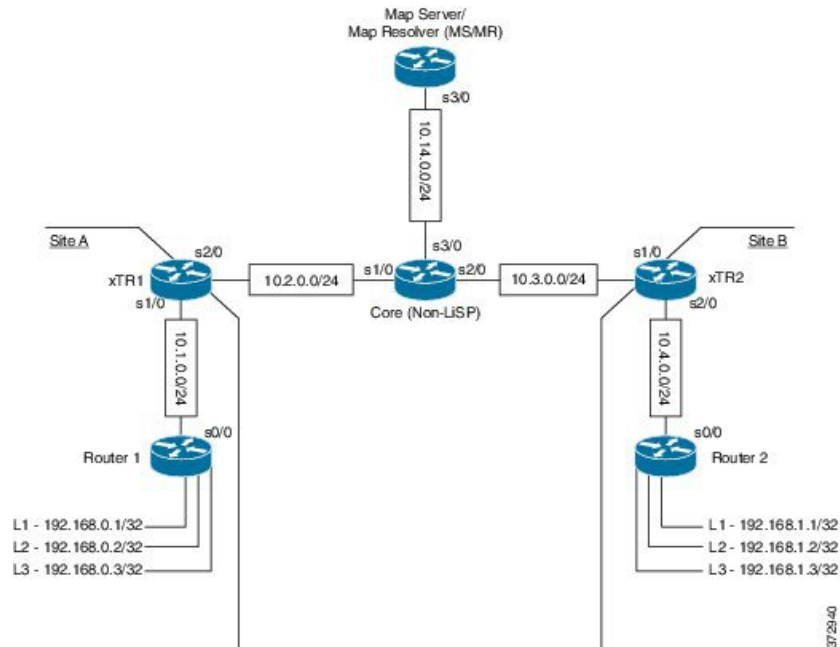 Map Server/
Map Resolver (MS/MR)
s3/0
10.14.0.0/24
s3/0
Site A
s2/0
xTR1
s1/0
10.2.0.0/24
s1/0
s2/0
Core (Non-LiSP)
10.3.0.0/24
s1/0
Site B
xTR2
s2/0
10.1.0.0/24
10.4.0.0/24
s0/0
Router 1
s0/0
Router 2
L1 - 192.168.0.1/32
L2 - 192.168.0.2/32
L3 - 192.168.0.3/32
L1 - 192.168.1.1/32
L2 - 192.168.1.2/32
L3 - 192.168.1.3/32
372940